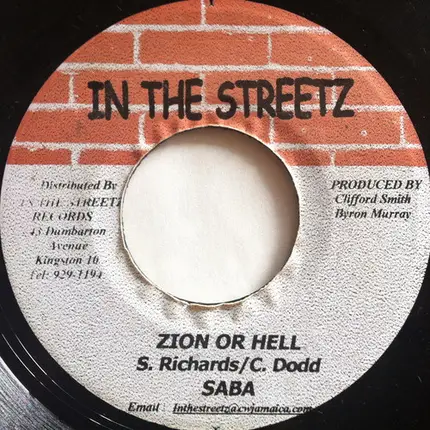 IN THE STREETZ
Distributed By
IN THE STREETZ
RECORDS
43 Dumbarton
Avenue
Kingston 10
Tel: 929-1194
PRODUCED BY
Clifford Smith
Byron Murray
ZION OR HELL
S. Richards/C. Dodd
SABA
Email : Inthestreetz@cwjamaica.com